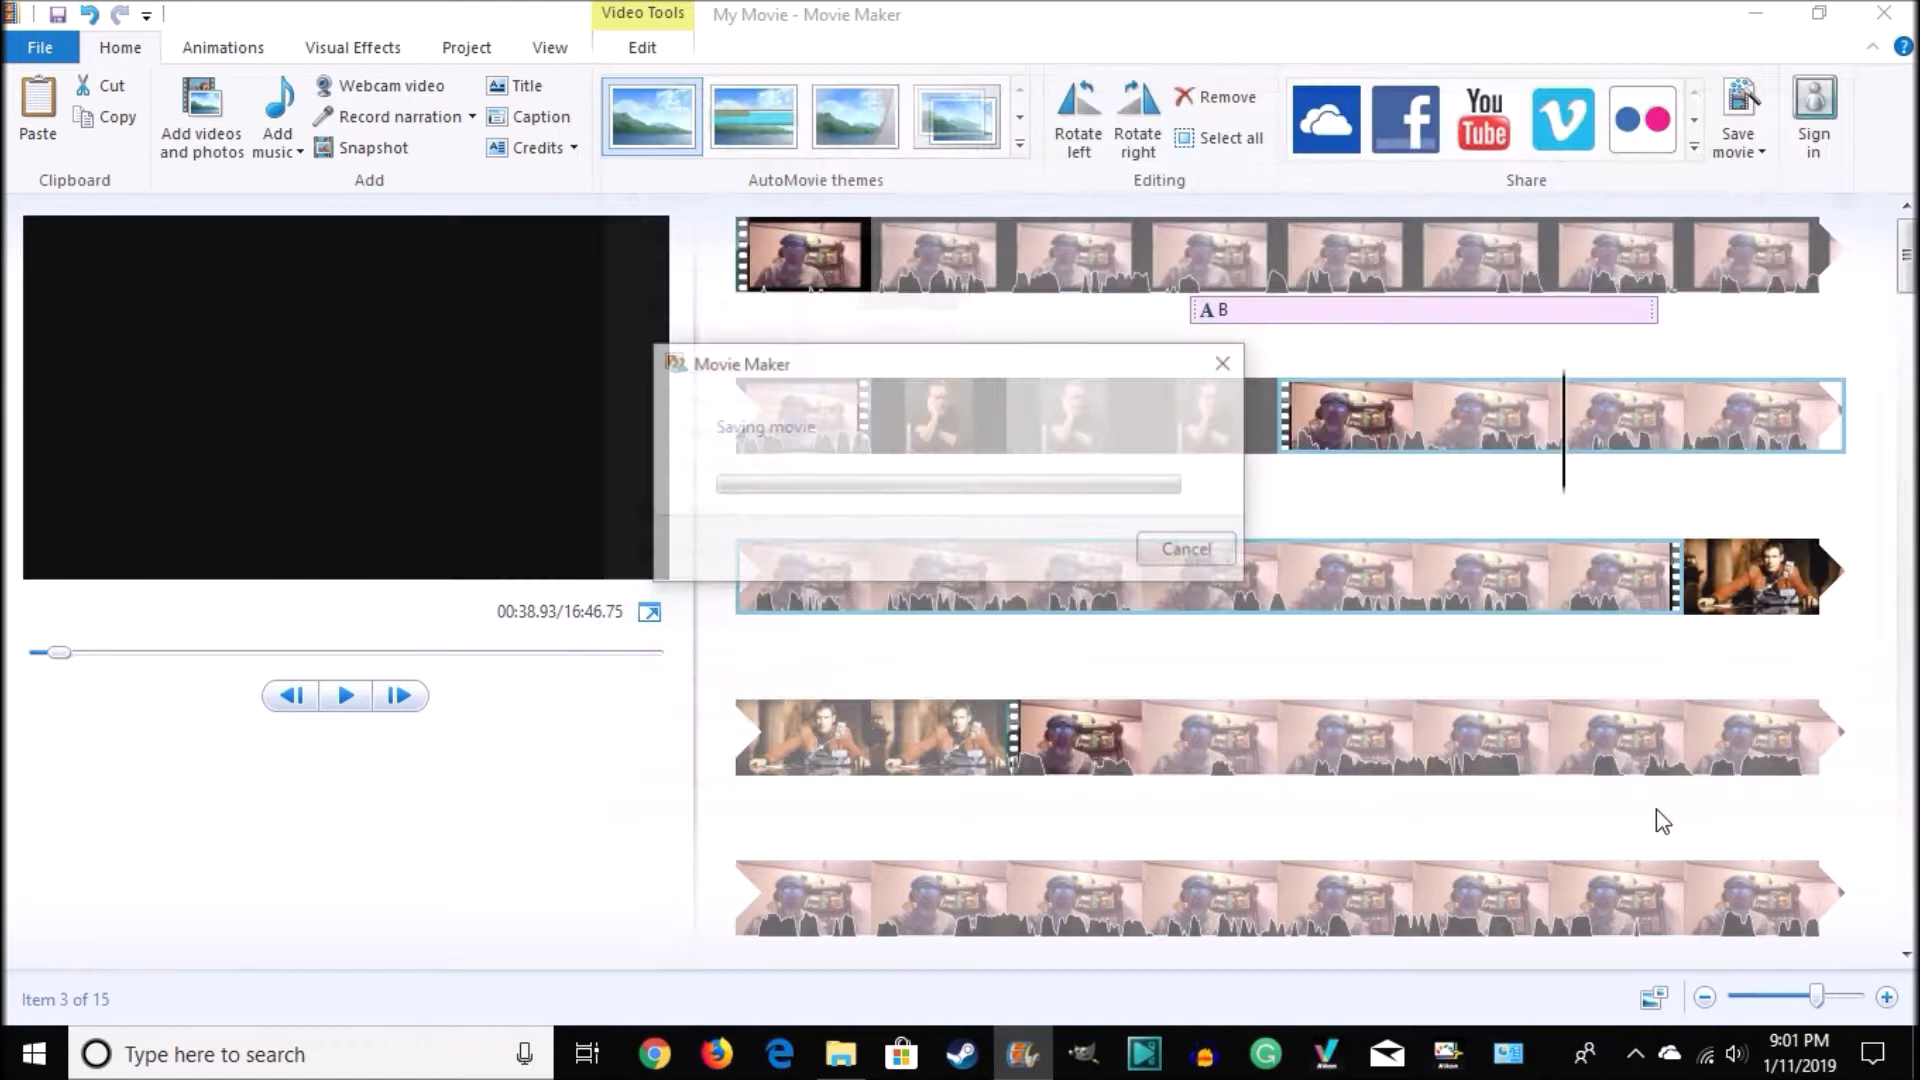 Video Tools
My Movie - Movie Maker
File
Home
Animations
Visual Effects
Project
View
Edit
Paste
Cut
Copy
Clipboard
Add videos
and photos
Add
music
Webcam video
Record narration
Snapshot
Title
Caption
Credits
Add
AutoMovie themes
Rotate
left
Rotate
right
Remove
Select all
Editing
You
Tube
Share
Save
movie
Sign
in
A B
Movie Maker
Saving movie
Cancel
00:38.93/16:46.75
Item 3 of 15
Type here to search
9:01 PM
1/11/2019